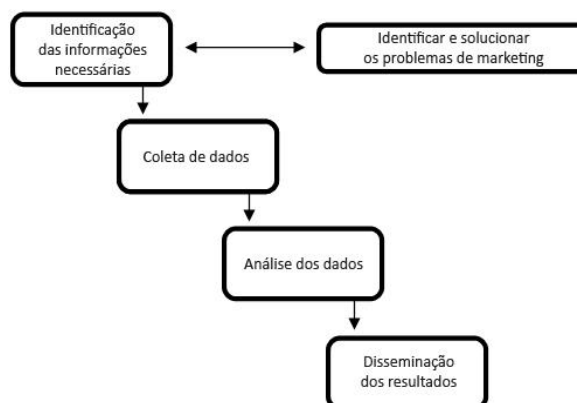 Identificação
das informações
necessárias
Identificar e solucionar
os problemas de marketing
Coleta de dados
Análise dos dados
Disseminação
dos resultados